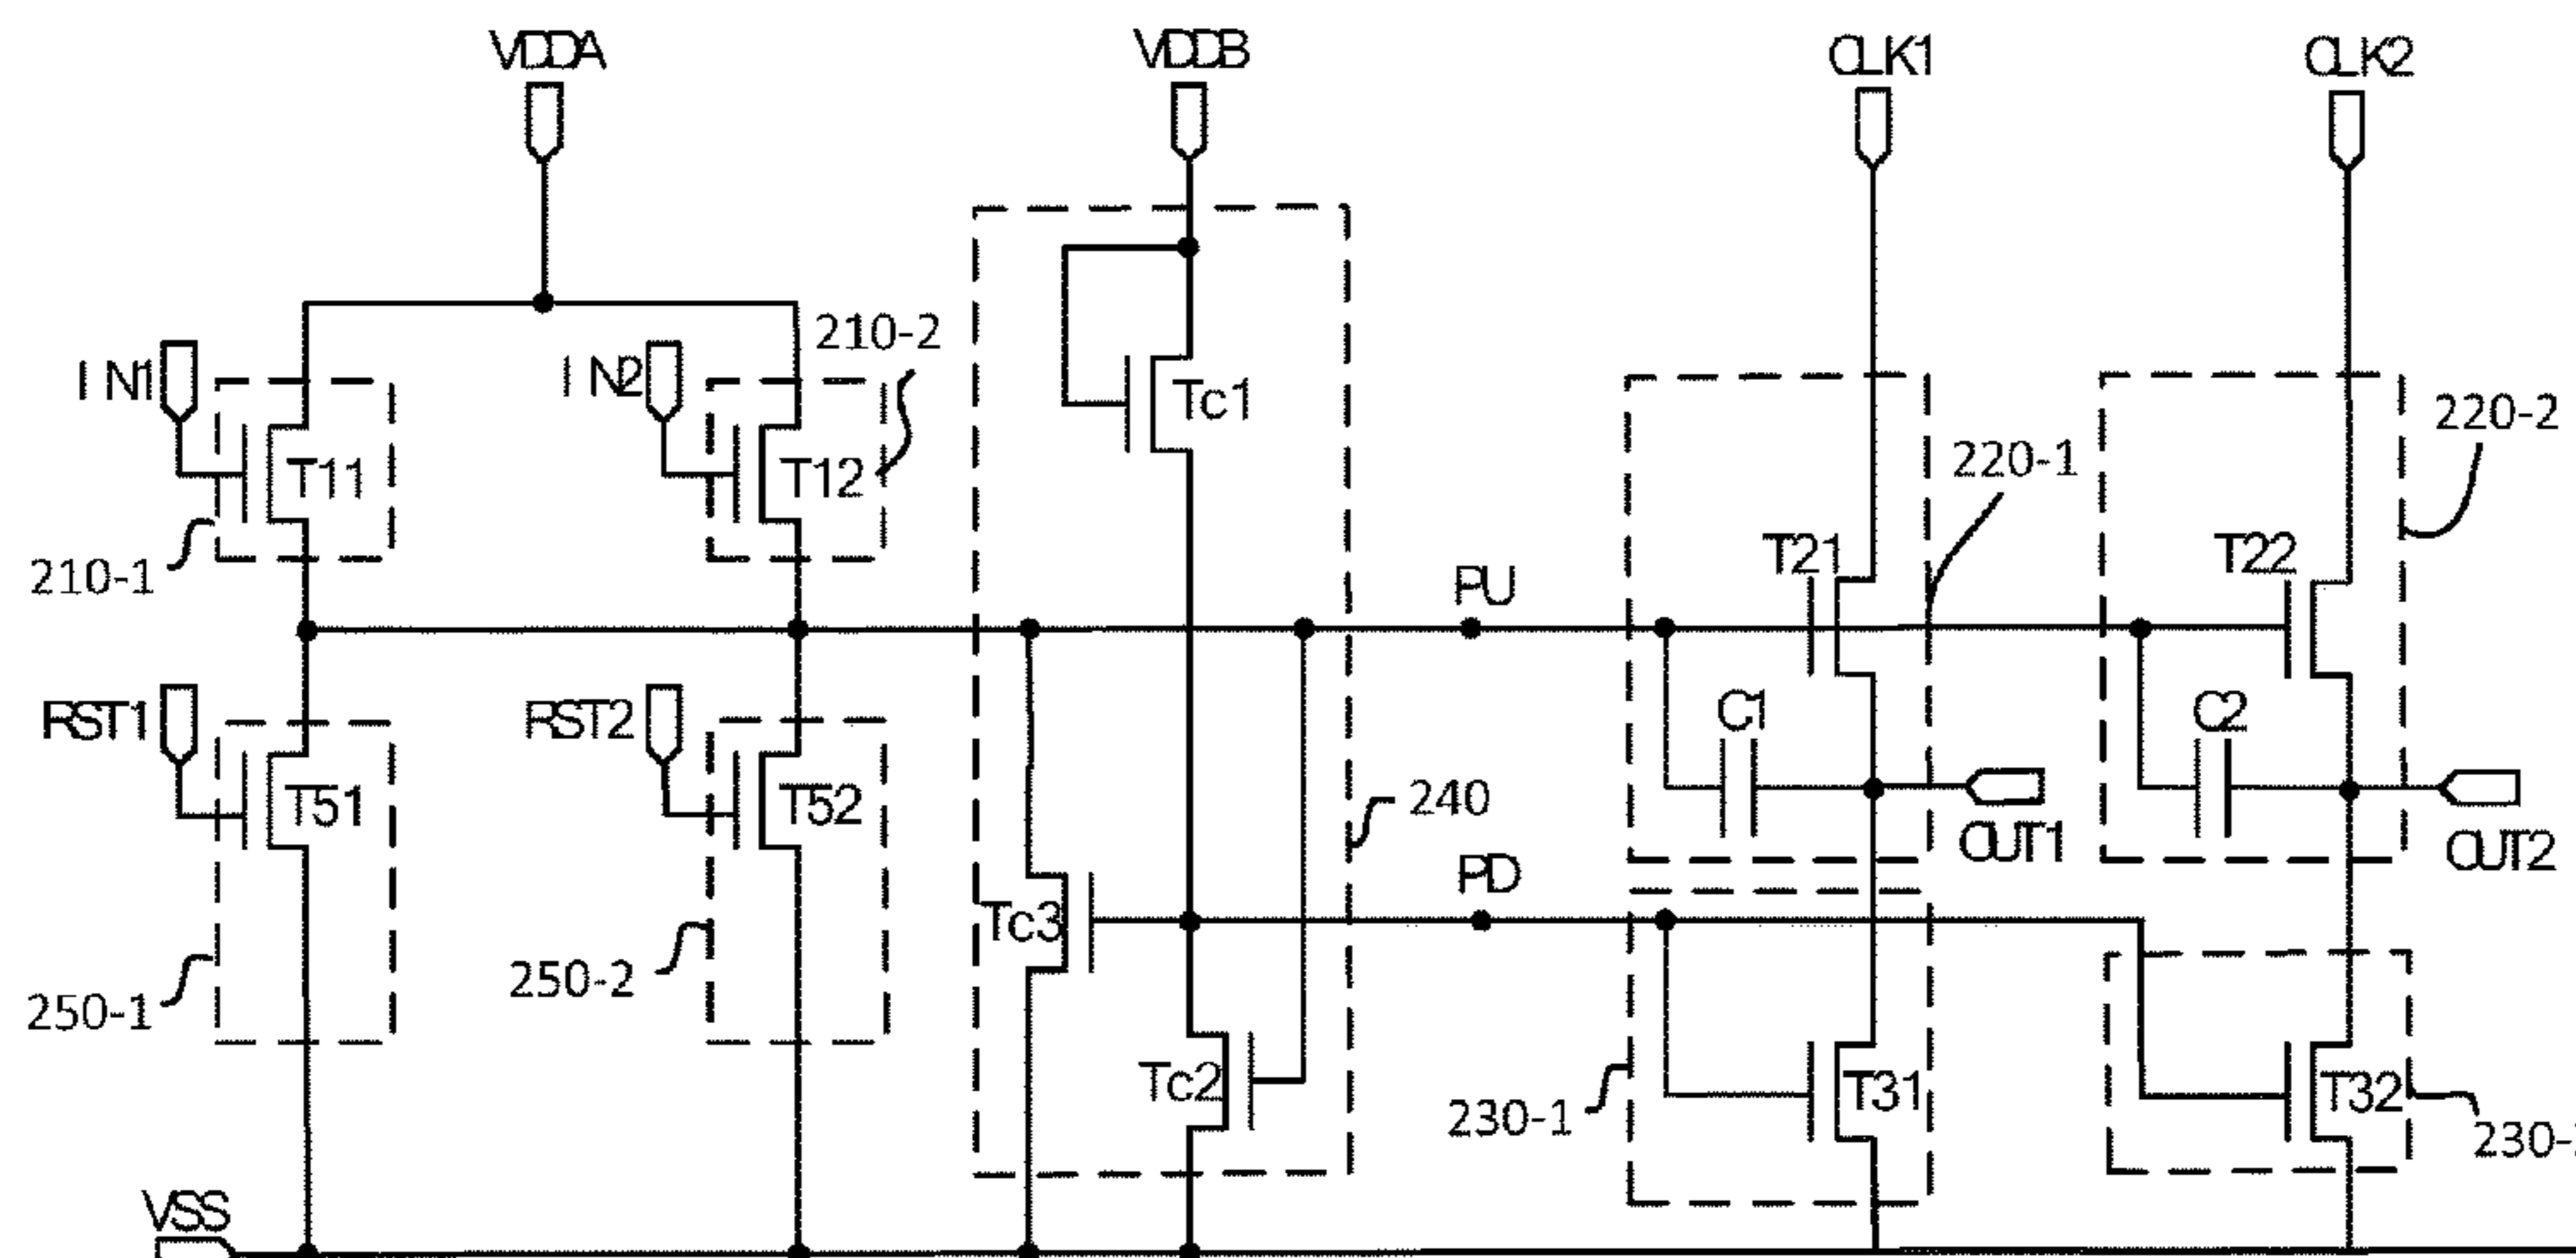 VDDA
VDDB
CLK1
CLK2
IN1
IN2
210-2
Tc1
T11
T12
220-1
220-2
210-1
T21
T22
PU
RST1
RST2
C1
C2
T51
T52
240
OUT1
OUT2
PD
Tc3
250-1
250-2
Tc2
T31
T32
230-1
230-
VSS